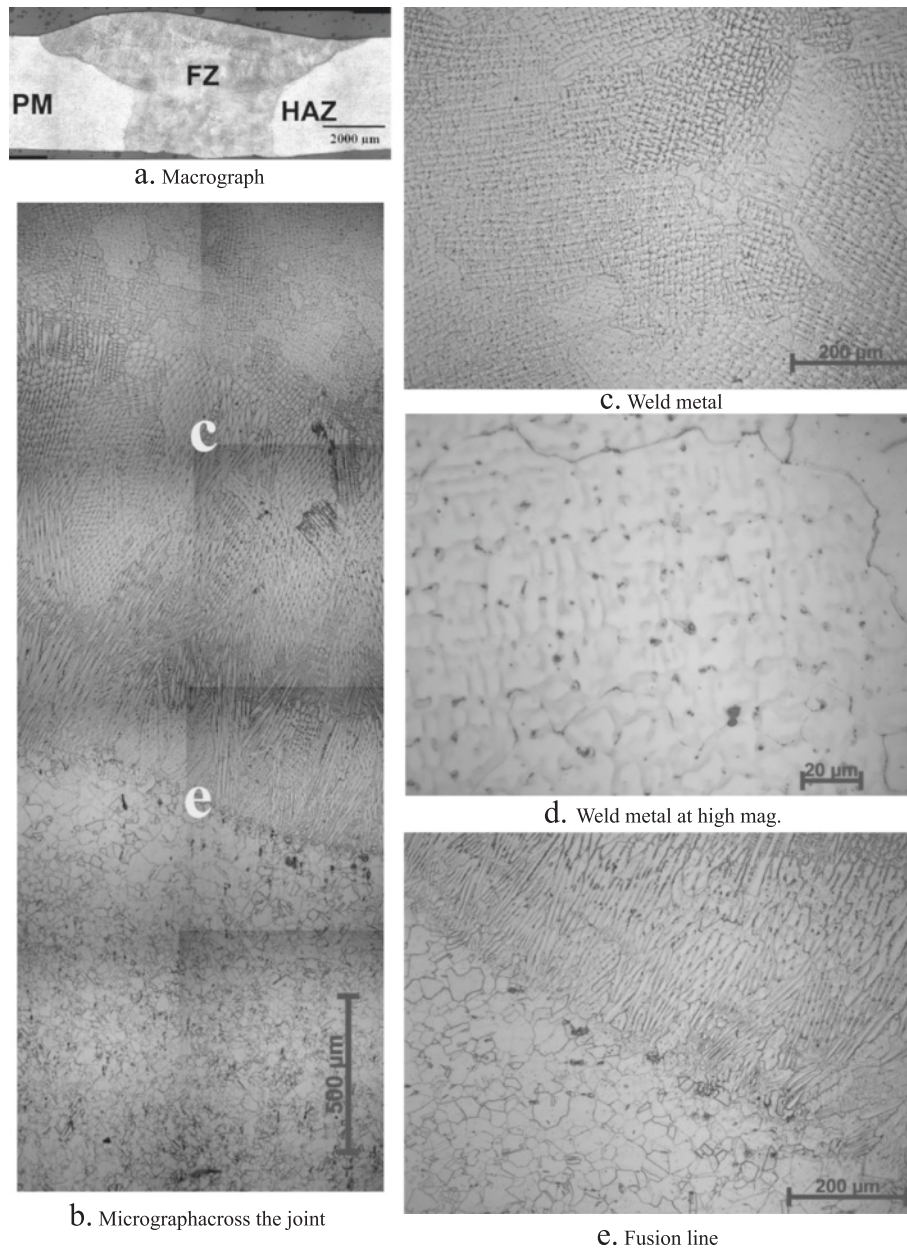 PM
FZ
HAZ
2000 µm
a. Macrograph
c
e
500 µm
b. Micrographacross the joint
200 µm
c. Weld metal
20 µm
d. Weld metal at high mag.
200 µm
e. Fusion line